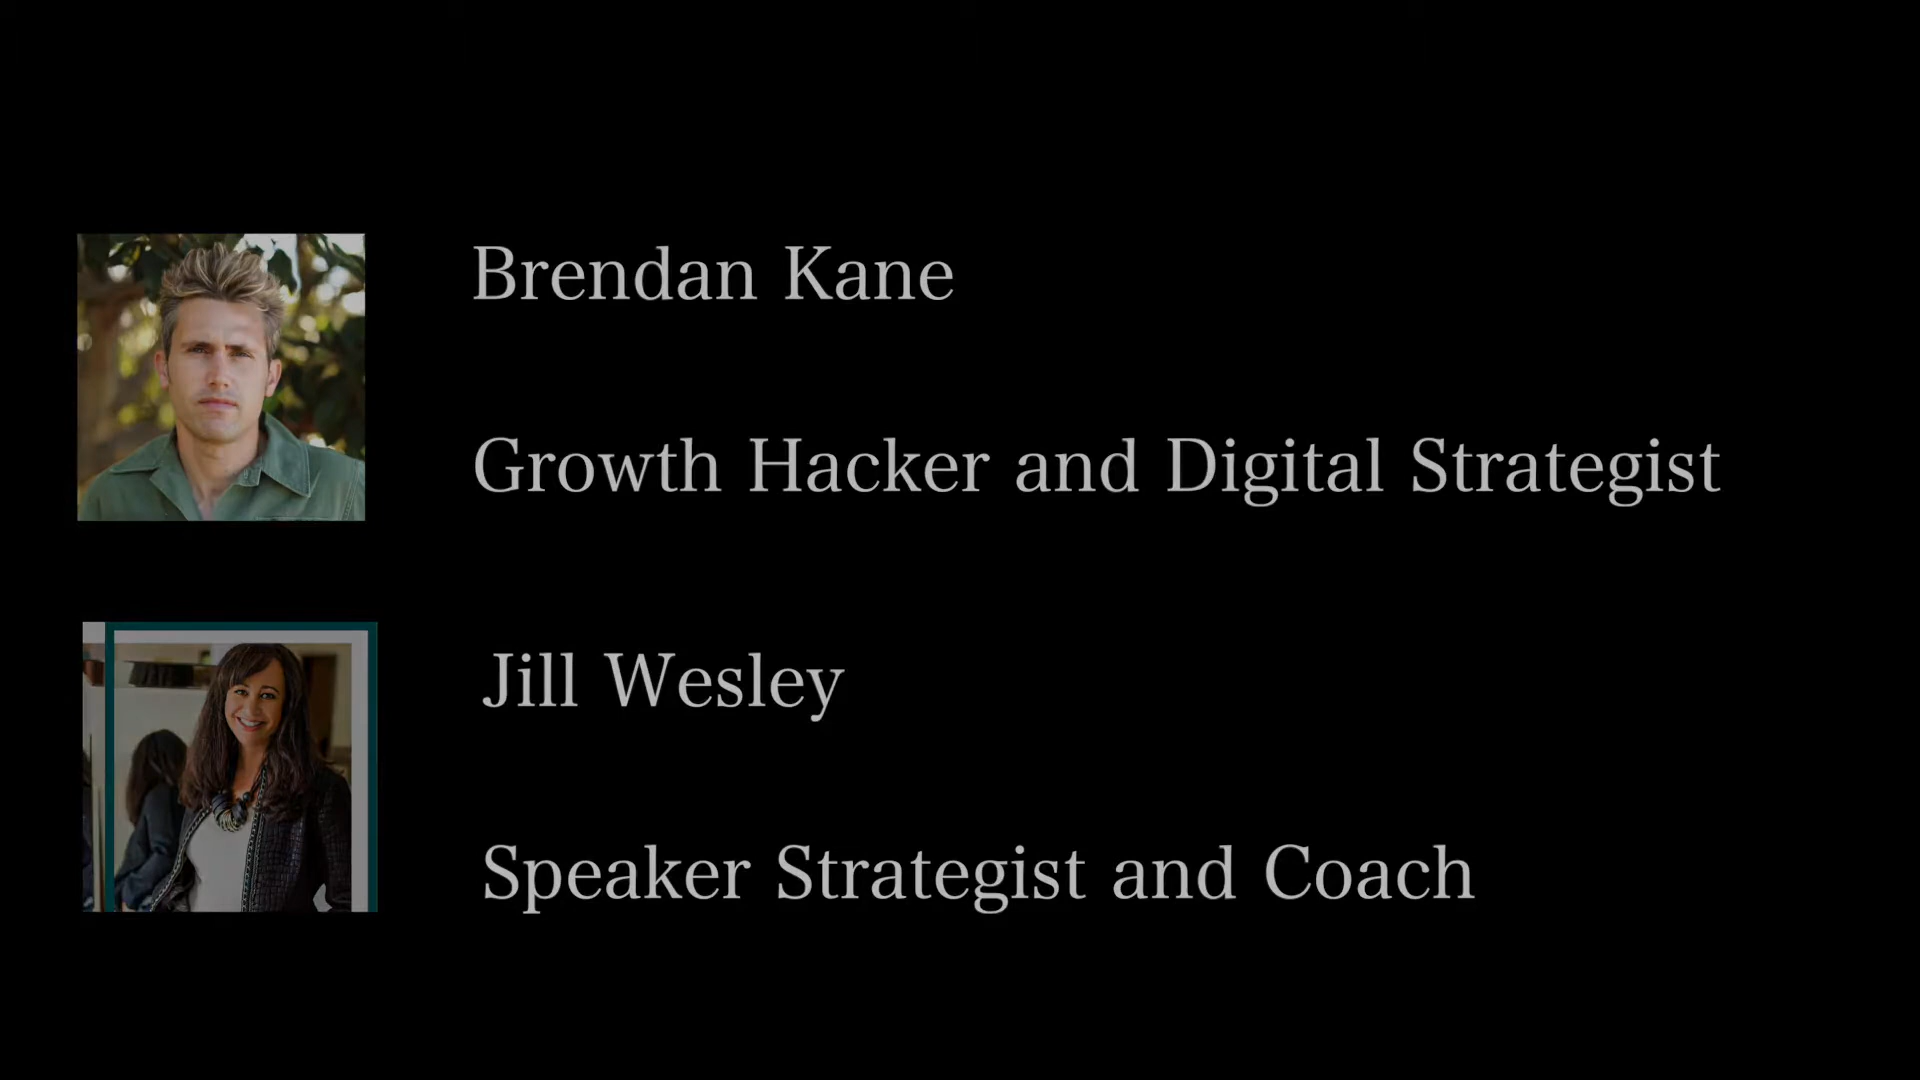 Brendan Kane
Growth Hacker and Digital Strategist
Jill Wesley
Speaker Strategist and Coach